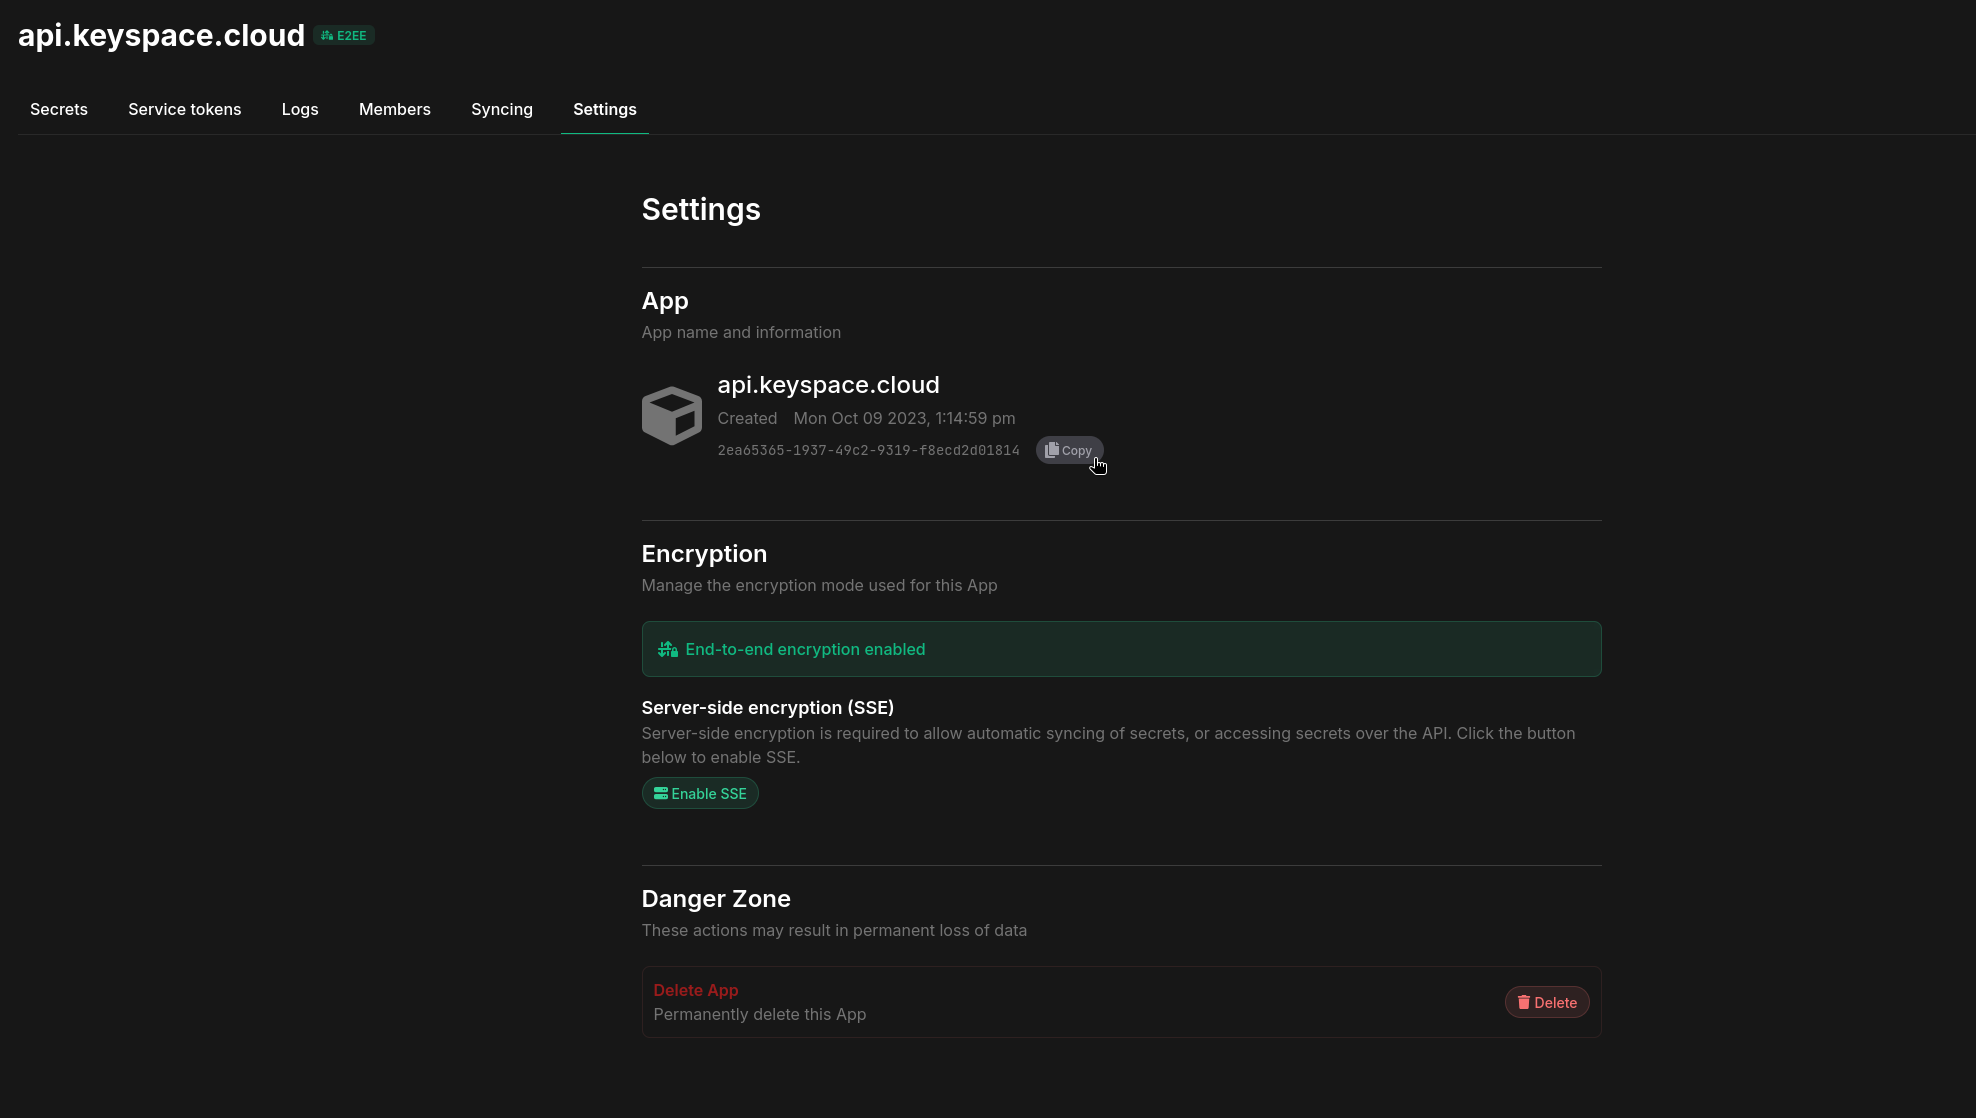 api.keyspace.cloud E2EE
Secrets Service tokens Logs Members Syncing Settings
Settings
App
App name and information
api.keyspace.cloud
Created Mon Oct 09 2023, 1:14:59 pm
2ea65365-1937-49c2-9319-f8ecd2d01814 Copy
Encryption
Manage the encryption mode used for this App
End-to-end encryption enabled
Server-side encryption (SSE)
Server-side encryption is required to allow automatic syncing of secrets, or accessing secrets over the API. Click the button
below to enable SSE.
Enable SSE
Danger Zone
These actions may result in permanent loss of data
Delete App
Permanently delete this App
Delete